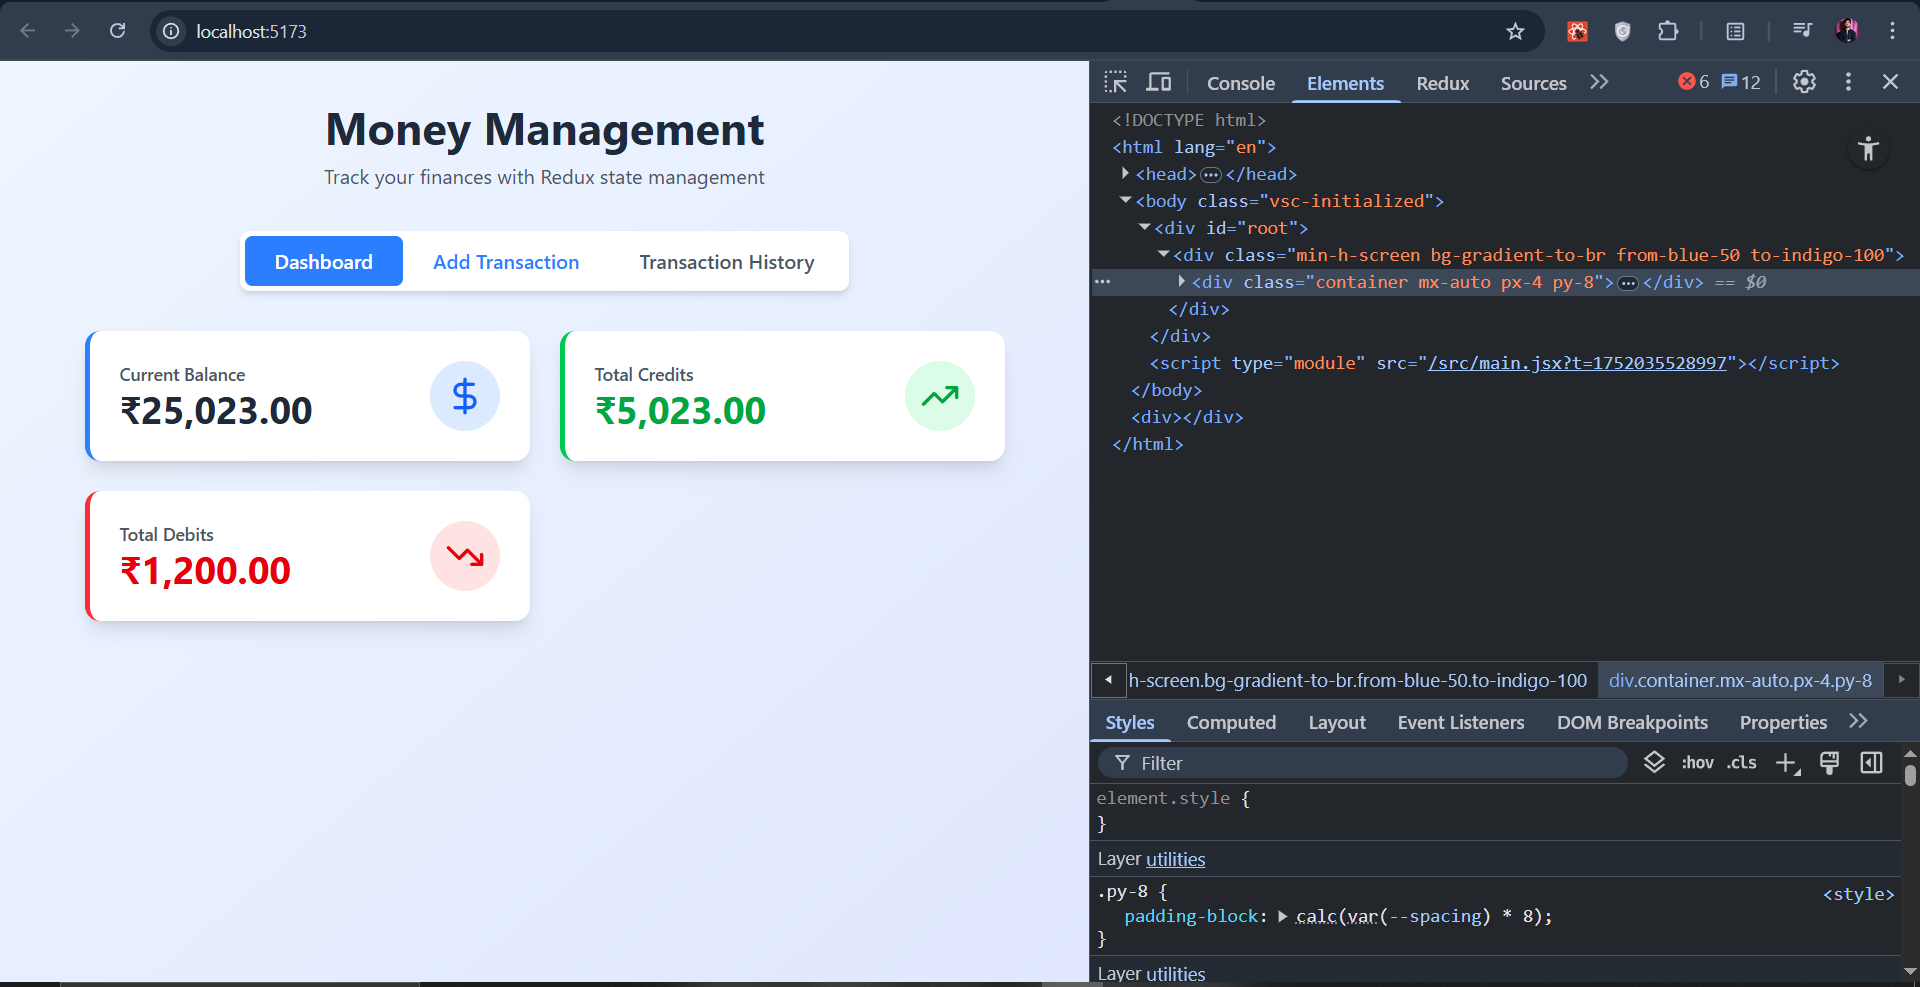 localhost:5173
Money Management
Track your finances with Redux state management
Dashboard
Add Transaction
Transaction History
Current Balance
₹25,023.00
Total Credits
₹5,023.00
Total Debits
₹1,200.00
Console
Elements
Redux
Sources
6
12
<!DOCTYPE html>
<html lang="en">
<head>…</head>
<body class="vsc-initialized">
<div id="root">
<div class="min-h-screen bg-gradient-to-br from-blue-50 to-indigo-100">
<div class="container mx-auto px-4 py-8">…</div> == $0
</div>
</div>
<script type="module" src="/src/main.jsx?t=1752035528997"></script>
</body>
<div></div>
</html>
h-screen.bg-gradient-to-br.from-blue-50.to-indigo-100
div.container.mx-auto.px-4.py-8
Styles
Computed
Layout
Event Listeners
DOM Breakpoints
Properties
Filter
:hov
.cls
element.style {
}
Layer utilities
.py-8 {
<style>
padding-block: calc(var(--spacing) * 8);
}
Layer utilities